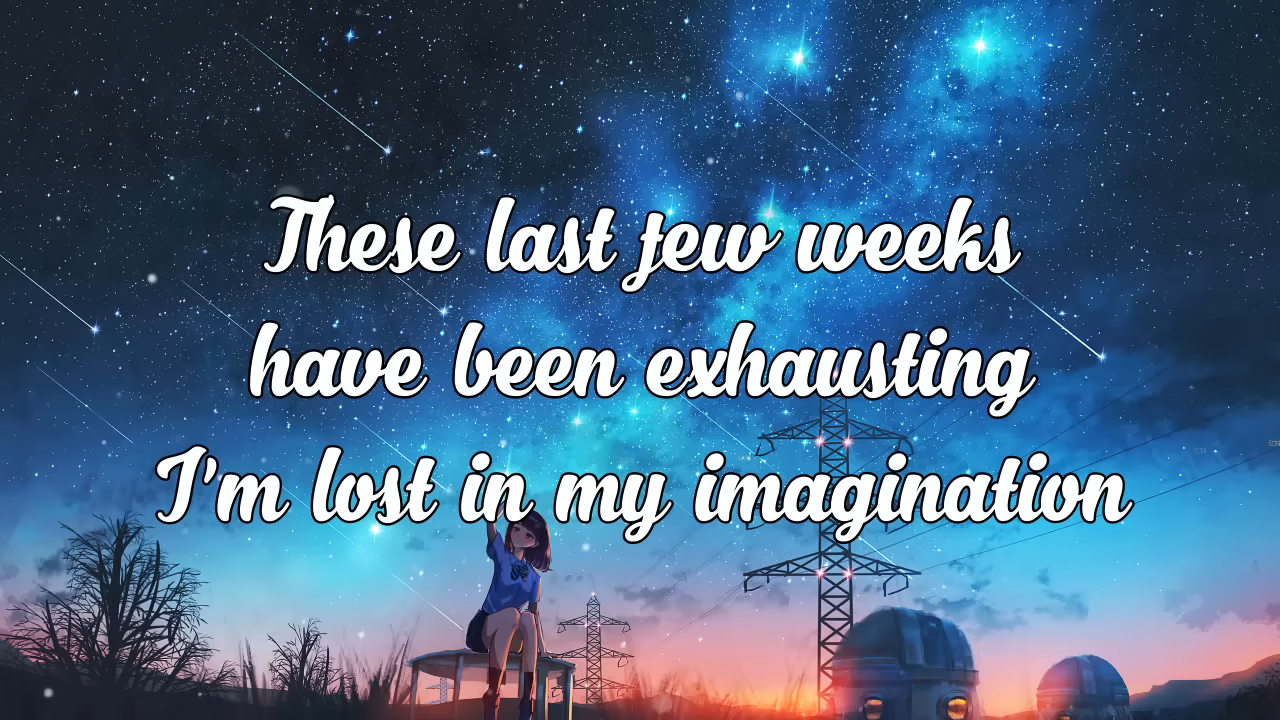 These last few weeks
have been exhausting
I'm lost in my imagination